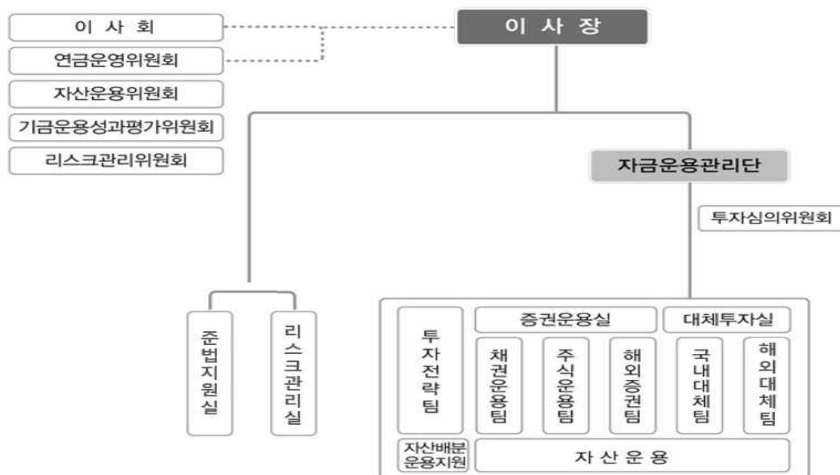 이 사 회
연금운영위원회
자산운용위원회
기금운용성과평가위원회
리스크관리위원회
이 사 장
자금운용관리단
투자심의위원회
준법지원실
리스크관리실
투자전략팀
증권운용실
대체투자실
채권운용팀
주식운용팀
해외증권팀
국내대체팀
해외대체팀
자산배분
운용지원
자 산 운 용